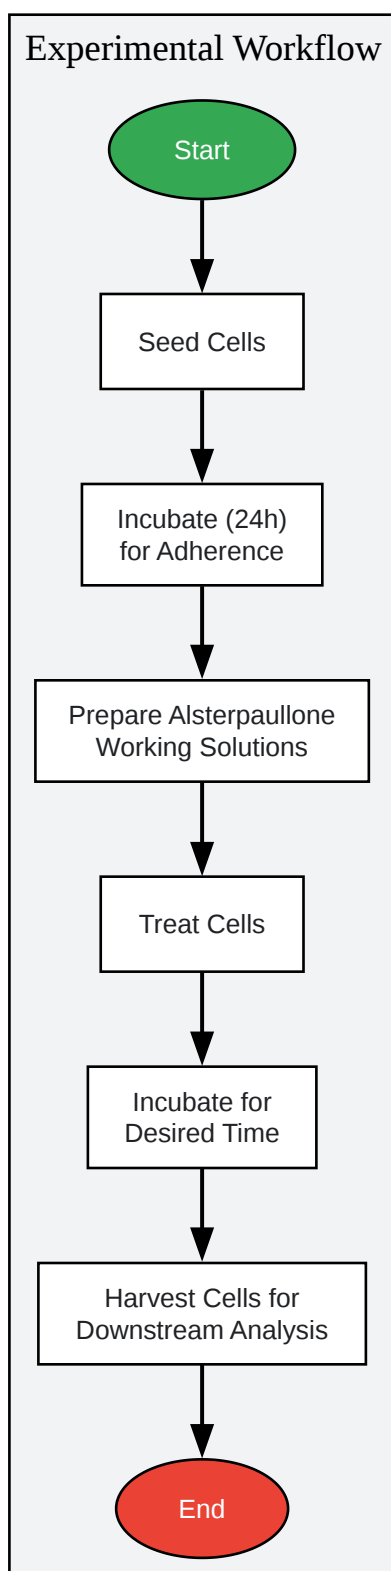 Experimental Workflow
Start
Seed Cells
Incubate (24h)
for Adherence
Prepare Alsterpaullone
Working Solutions
Treat Cells
Incubate for
Desired Time
Harvest Cells for
Downstream Analysis
End